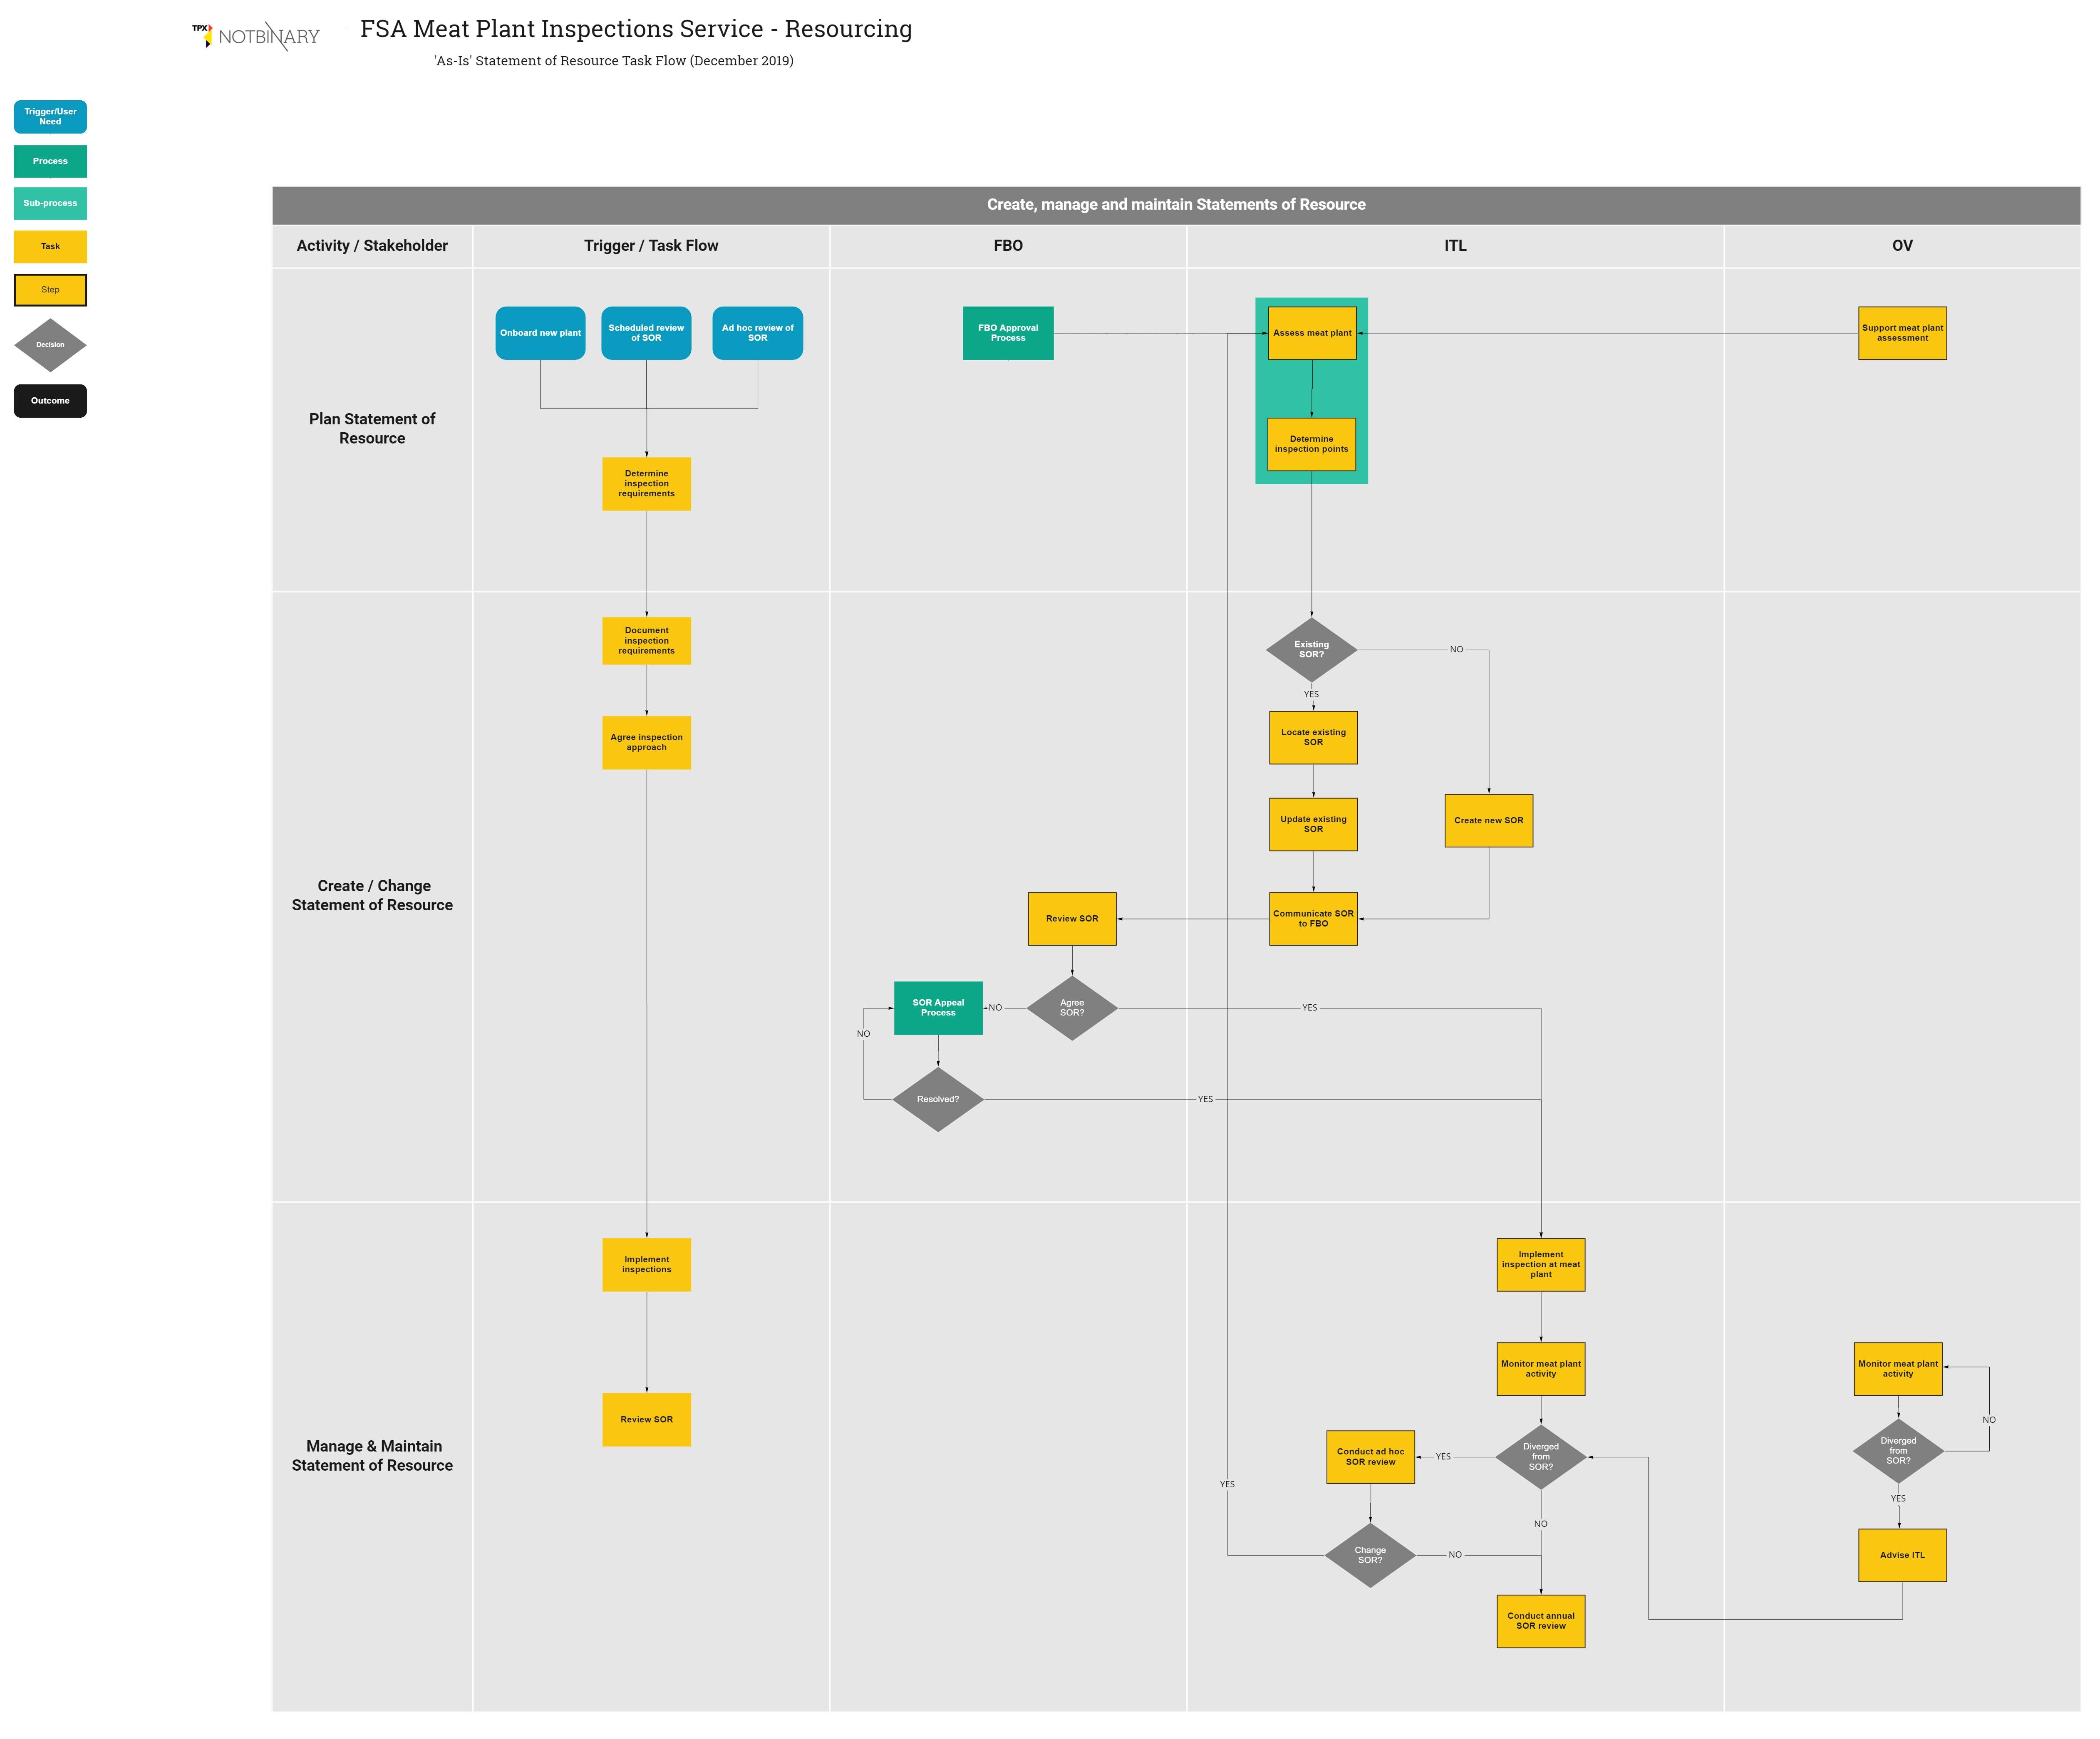 TPX NOTBINARY
FSA Meat Plant Inspections Service - Resourcing
'As-Is' Statement of Resource Task Flow (December 2019)
Trigger/User
Need
Process
Sub-process
Task
Step
Decision
Outcome
Create, manage and maintain Statements of Resource
Activity / Stakeholder
Trigger / Task Flow
FBO
ITL
OV
Plan Statement of
Resource
Onboard new plant
Scheduled review
of SOR
Ad hoc review of
SOR
Determine
inspection
requirements
FBO Approval
Process
Assess meat plant
Determine
inspection points
Support meat plant
assessment
Create / Change
Statement of Resource
Document
inspection
requirements
Agree inspection
approach
Existing
SOR?
NO
YES
Locate existing
SOR
Update existing
SOR
Create new SOR
Communicate SOR
to FBO
Review SOR
Agree
SOR?
NO
YES
SOR Appeal
Process
NO
Resolved?
YES
Manage & Maintain
Statement of Resource
Implement
inspections
Review SOR
Implement
inspection at meat
plant
Monitor meat plant
activity
Diverged
from
SOR?
YES
NO
Conduct ad hoc
SOR review
Change
SOR?
YES
NO
Conduct annual
SOR review
Monitor meat plant
activity
Diverged
from
SOR?
NO
YES
Advise ITL